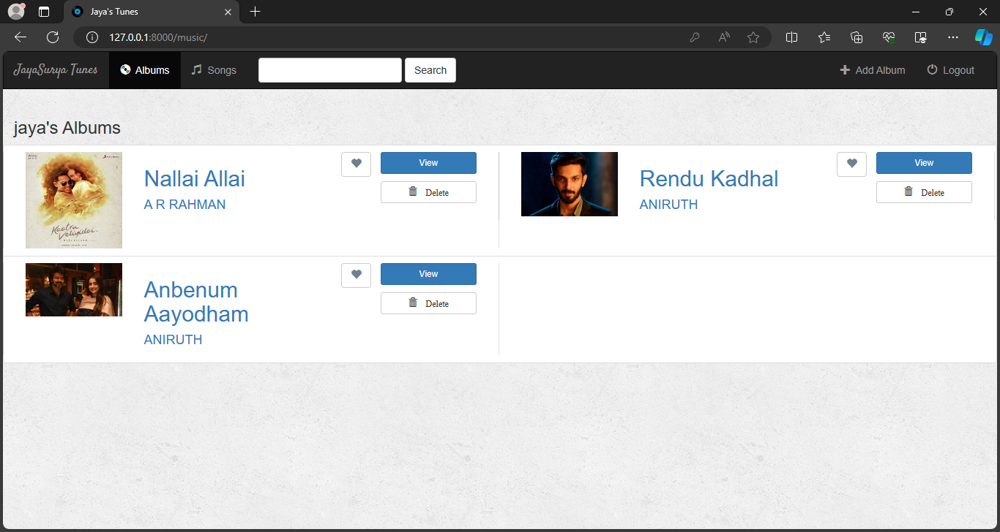 Jaya's Tunes
127.0.0.1:8000/music/
JayaSurya Tunes
Albums
Songs
Search
Add Album
Logout
jaya's Albums
Kaatru
Veliyidai..
Nallai Allai
A R RAHMAN
View
Delete
Rendu Kadhal
ANIRUTH
View
Delete
Anbenum
Aayodham
ANIRUTH
View
Delete